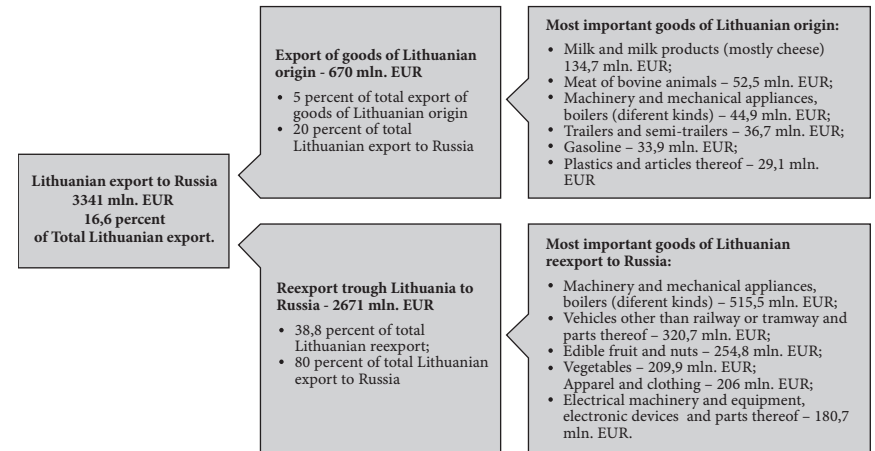 Lithuanian export to Russia
3341 mln. EUR
16,6 percent
of Total Lithuanian export.
Export of goods of Lithuanian
origin - 670 mln. EUR
• 5 percent of total export of
goods of Lithuanian origin
• 20 percent of total
Lithuanian export to Russia
Most important goods of Lithuanian origin:
• Milk and milk products (mostly cheese)
134,7 mln. EUR;
• Meat of bovine animals – 52,5 mln. EUR;
• Machinery and mechanical appliances,
boilers (diferent kinds) – 44,9 mln. EUR;
• Trailers and semi-trailers – 36,7 mln. EUR;
• Gasoline – 33,9 mln. EUR;
• Plastics and articles thereof – 29,1 mln.
EUR
Reexport trough Lithuania to
Russia - 2671 mln. EUR
• 38,8 percent of total
Lithuanian reexport;
• 80 percent of total Lithuanian
export to Russia
Most important goods of Lithuanian
reexport to Russia:
• Machinery and mechanical appliances,
boilers (diferent kinds) – 515,5 mln. EUR;
• Vehicles other than railway or tramway and
parts thereof – 320,7 mln. EUR;
• Edible fruit and nuts – 254,8 mln. EUR;
• Vegetables – 209,9 mln. EUR;
Apparel and clothing – 206 mln. EUR;
• Electrical machinery and equipment,
electronic devices and parts thereof – 180,7
mln. EUR.